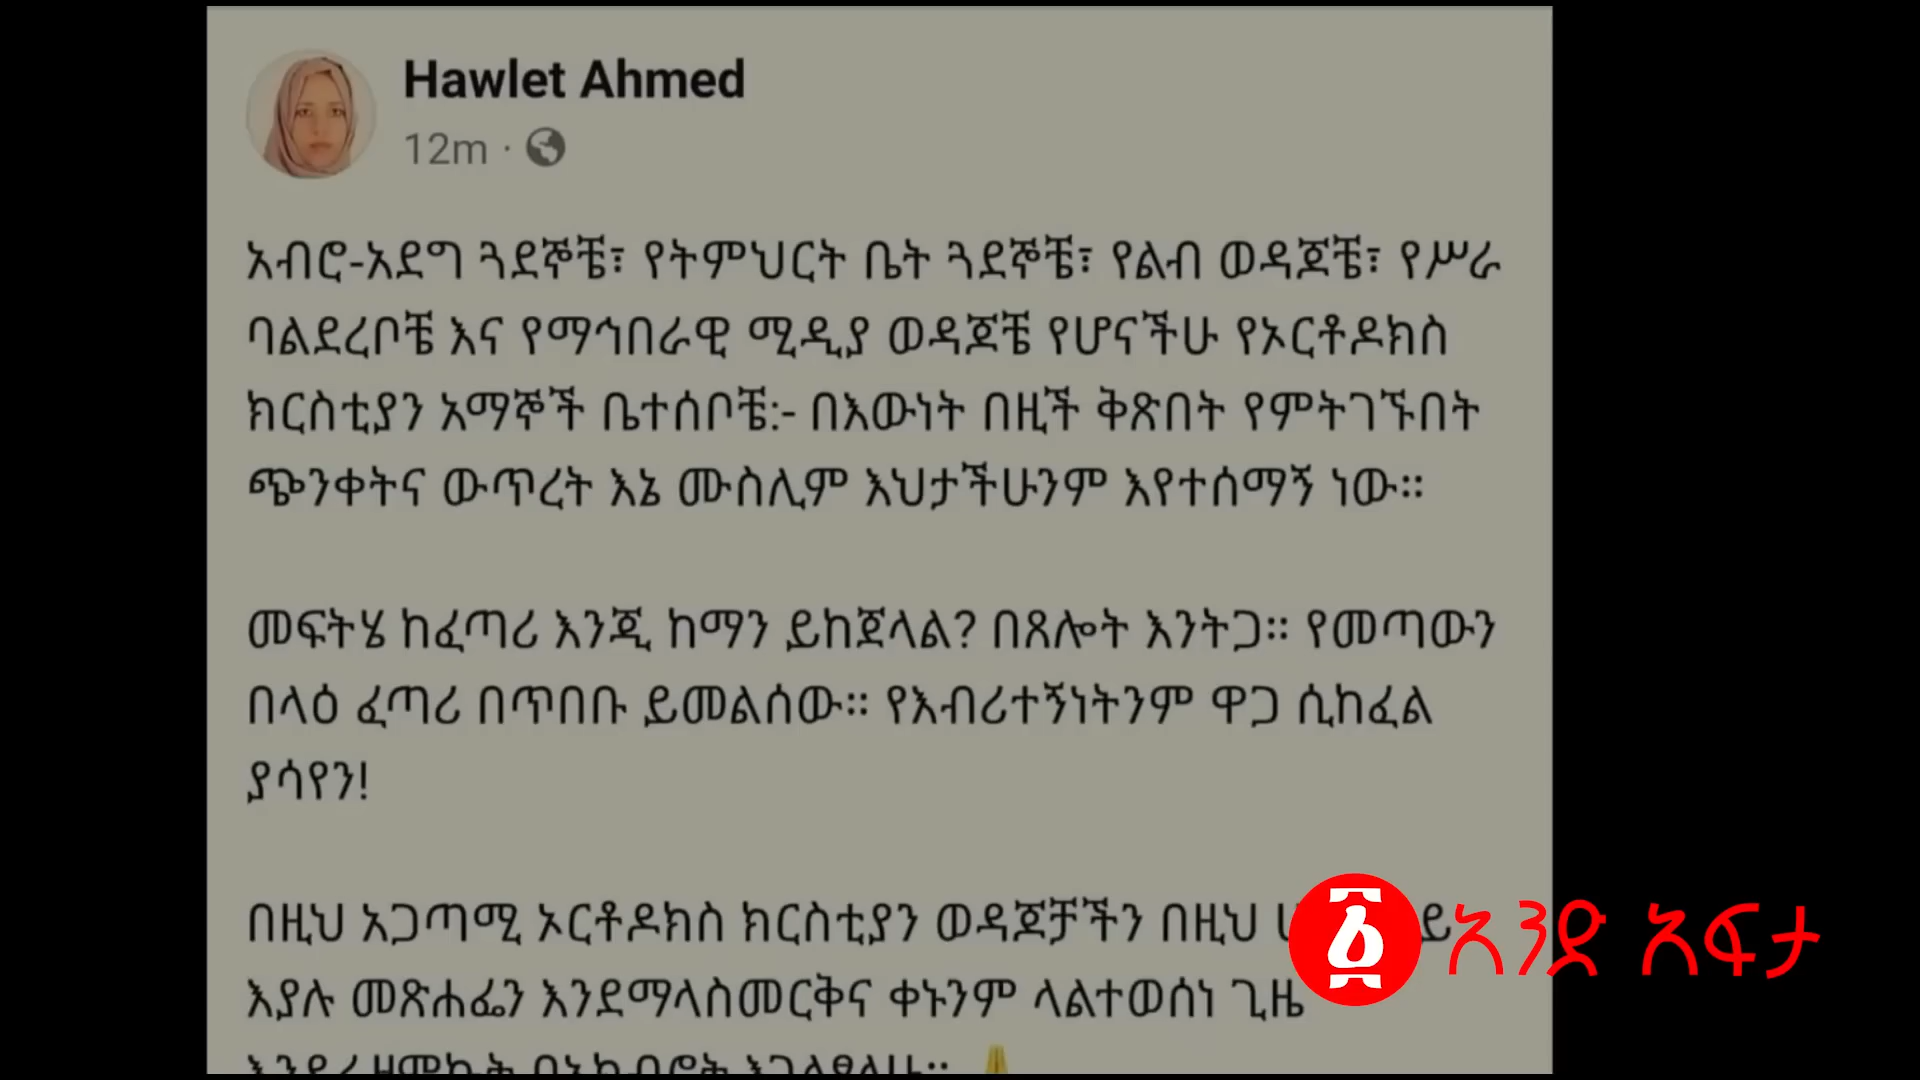 Hawlet Ahmed
12m ·
አብሮ-አደግ ጓደኞቼ፣ የትምህርት ቤት ጓደኞቼ፣ የልብ ወዳጆቼ፣ የሥራ
ባልደረቦቼ እና የማኅበራዊ ሚዲያ ወዳጆቼ የሆናችሁ የኦርቶዶክስ
ክርስቲያን አማኞች ቤተሰቦቼ:- በእውነት በዚች ቅጽበት የምትገኙበት
ጭንቀትና ውጥረት እኔ ሙስሊም እህታችሁንም እየተሰማኝ ነው።
መፍትሄ ከፈጣሪ እንጂ ከማን ይከጀላል? በጸሎት እንትጋ። የመጣውን
በላዕ ፈጣሪ በጥበቡ ይመልሰው። የእብሪተኝነትንም ዋጋ ሲከፈል
ያሳየን!
በዚህ አጋጣሚ ኦርቶዶክስ ክርስቲያን ወዳጆቻችን በዚህ
እያሉ መጽሐፌን እንደማላስመርቅና ቀኑንም ላልተወሰነ ጊዜ
አንድ አፍታ